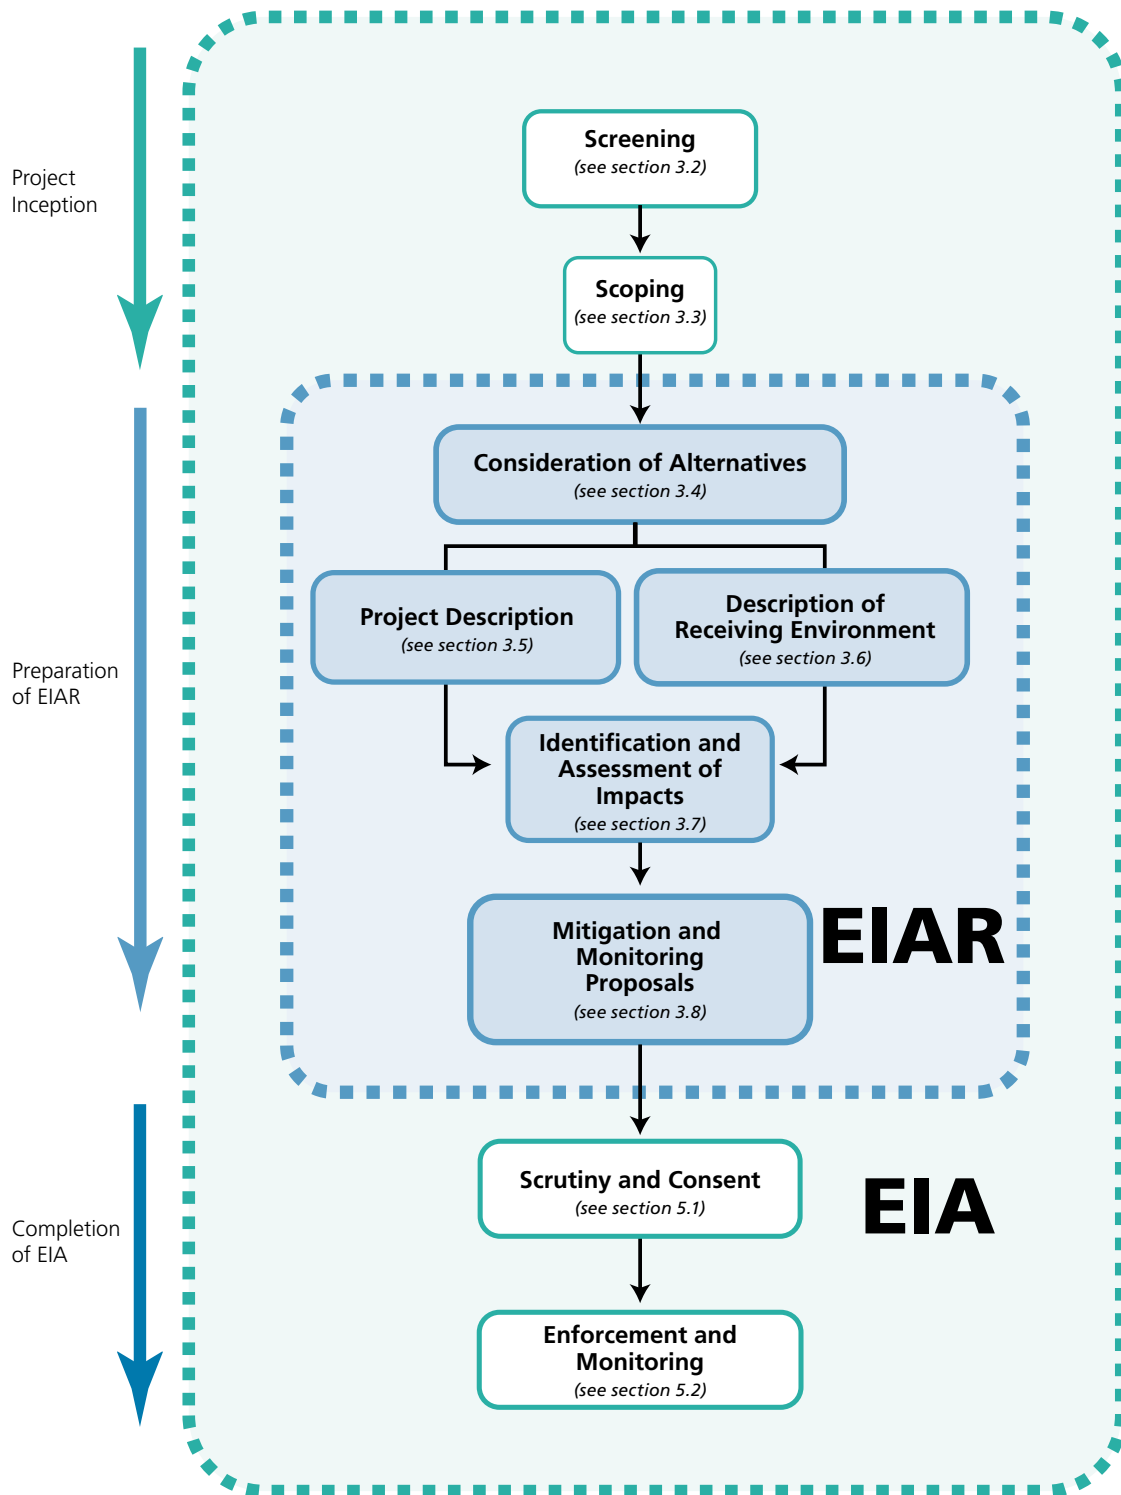 Project
Inception
Screening
(see section 3.2)
Scoping
(see section 3.3)
Preparation
of EIAR
Consideration of Alternatives
(see section 3.4)
Project Description
(see section 3.5)
Description of
Receiving Environment
(see section 3.6)
Identification and
Assessment of
Impacts
(see section 3.7)
Mitigation and
Monitoring
Proposals
(see section 3.8)
EIAR
Completion
of EIA
Scrutiny and Consent
(see section 5.1)
EIA
Enforcement and
Monitoring
(see section 5.2)